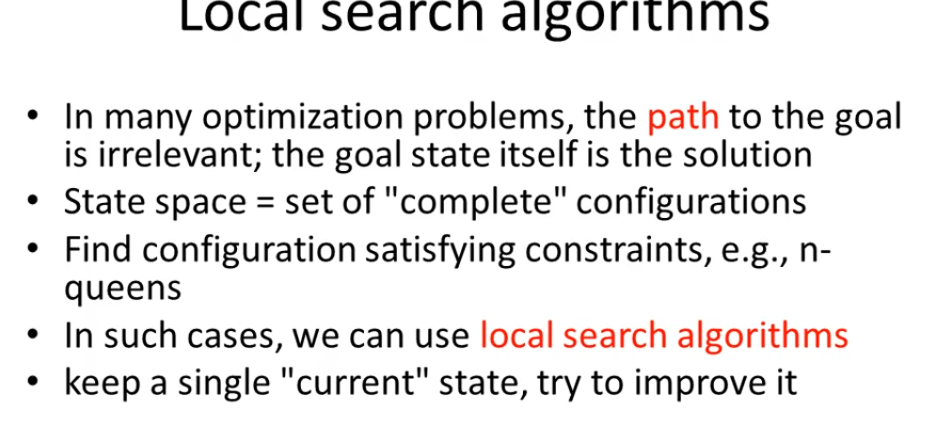 Local search algorithms
• In many optimization problems, the path to the goal
is irrelevant; the goal state itself is the solution
• State space = set of "complete" configurations
• Find configuration satisfying constraints, e.g., n-
queens
• In such cases, we can use local search algorithms
• keep a single "current" state, try to improve it